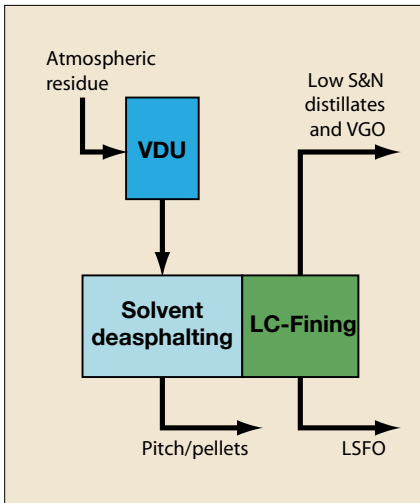 Atmospheric
residue
Low S&N
distillates
and VGO
VDU
Solvent
deasphalting
LC-Fining
Pitch/pellets
LSFO